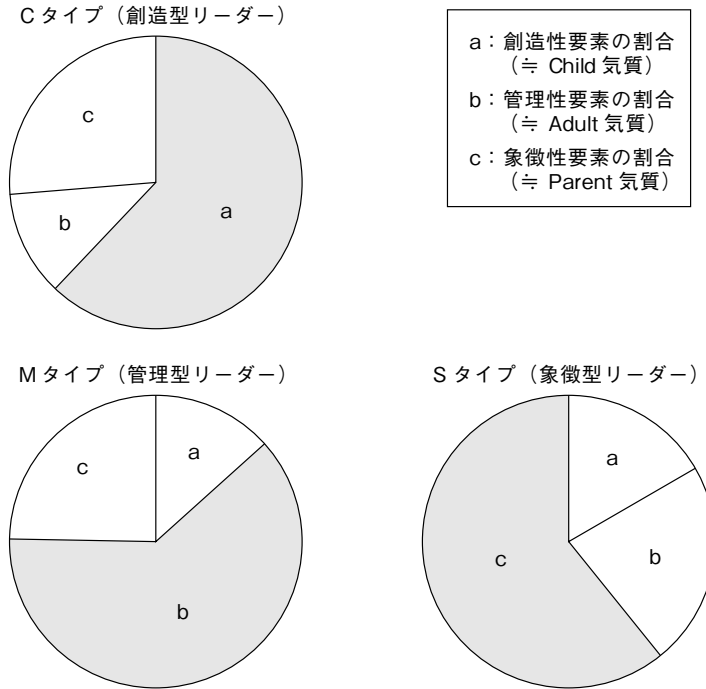 Cタイプ（創造型リーダー）
a
b
c
a：創造性要素の割合
（≒ Child 気質）
b：管理性要素の割合
（≒ Adult 気質）
c：象徴性要素の割合
（≒ Parent 気質）
Mタイプ（管理型リーダー）
a
b
c
Sタイプ（象徴型リーダー）
a
b
c